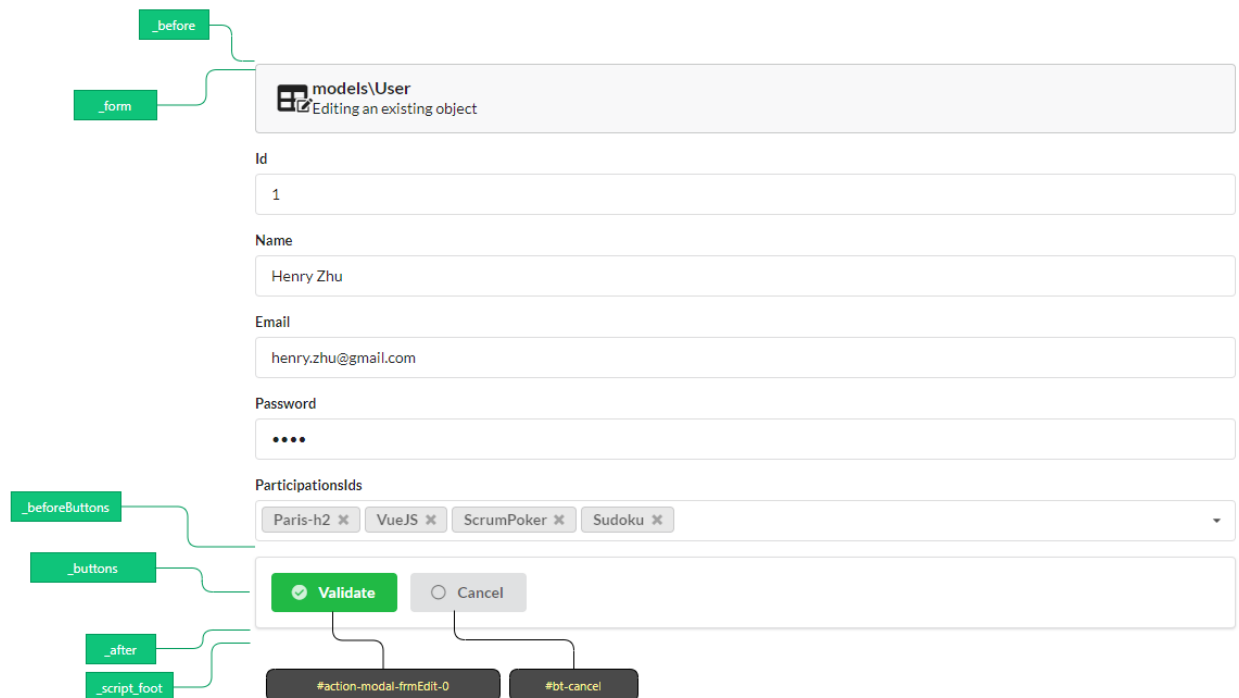 _before
_form
models\User
Editing an existing object
Id
1
Name
Henry Zhu
Email
henry.zhu@gmail.com
Password
••••
ParticipationsIds
_beforeButtons
Paris-h2 VueJS ScrumPoker Sudoku
_buttons
Validate Cancel
_after
_script_foot
#action-modal-frmEdit-0 #bt-cancel